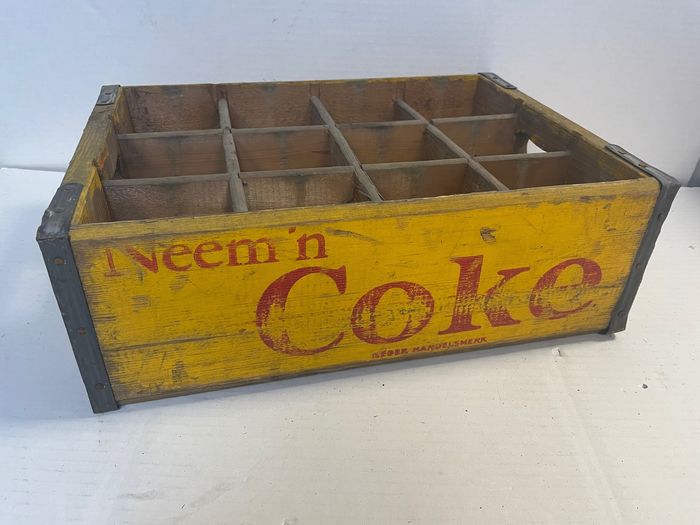 Neem 'n
Coke
GEDEP. HANDELSMERK